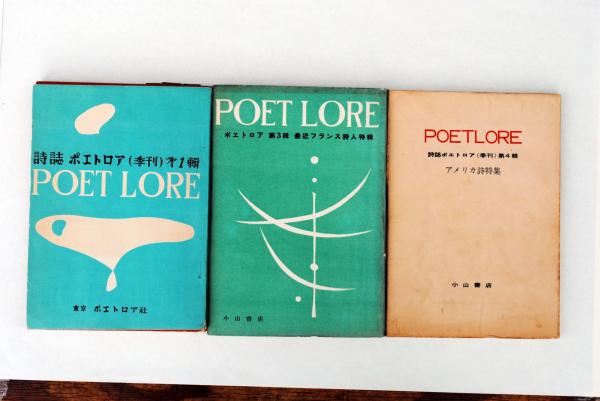 詩誌 ポエトロア(季刊)才1輯
POET LORE
東京 ポエトロア社
POET LORE
ポエトロア 第3輯 最近フランス詩人特輯
小山書店
POETLORE
詩誌ポエトロア(季刊)第4輯
アメリカ詩特集
小山書店